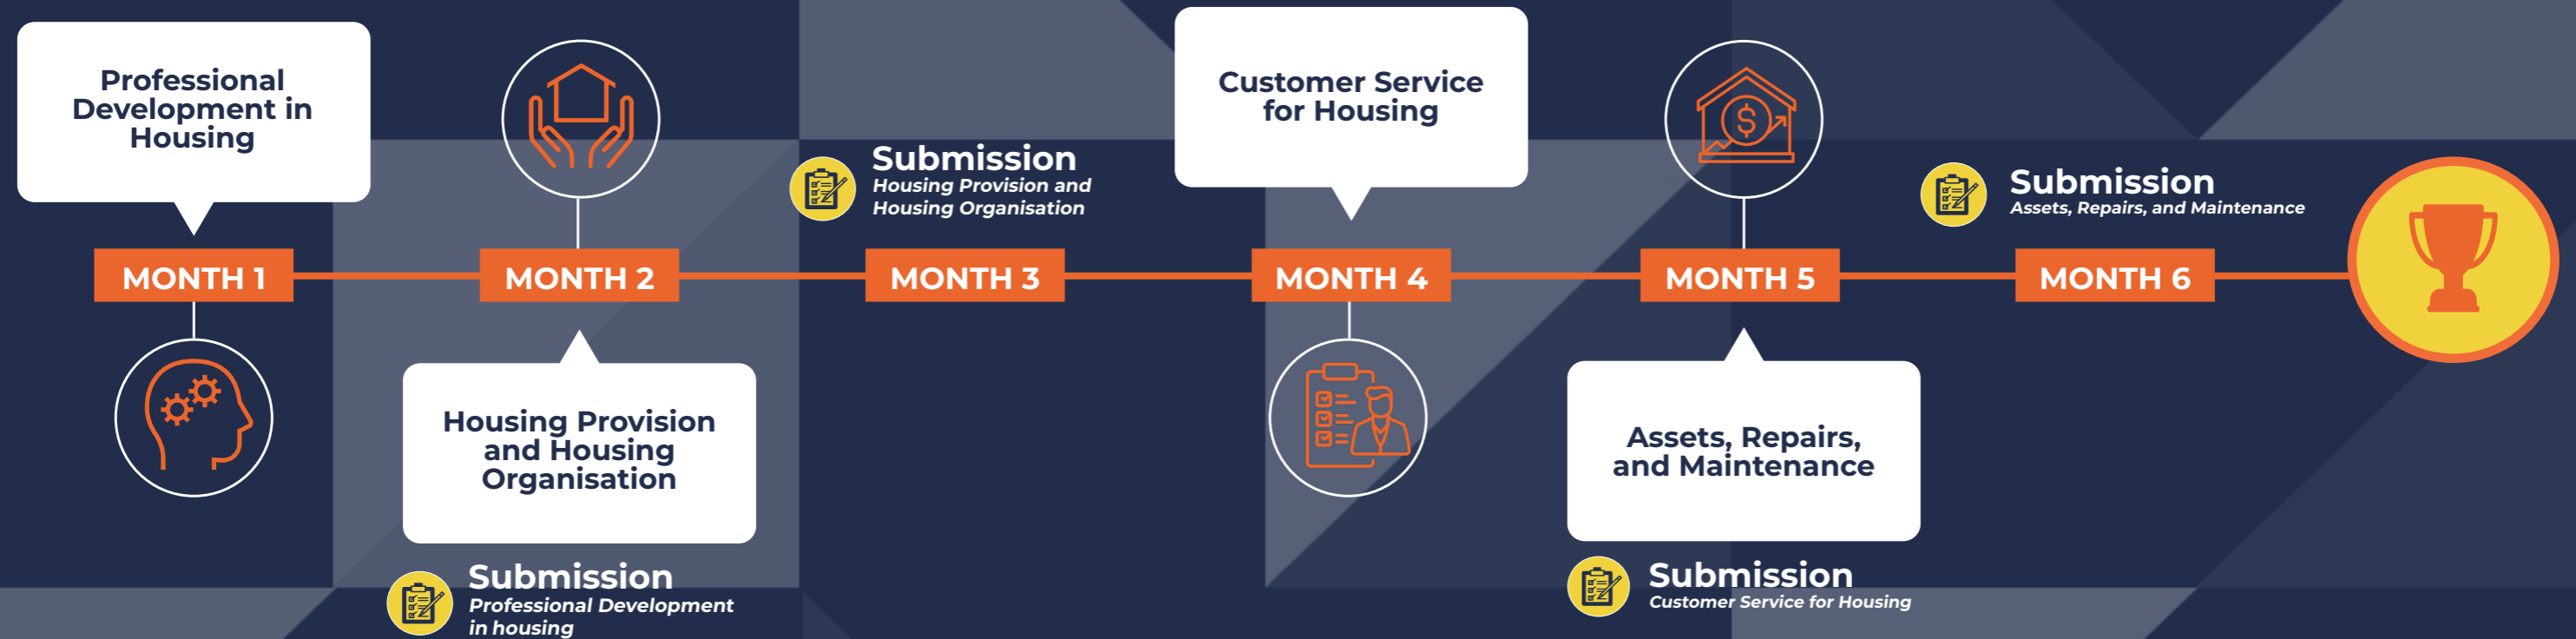 Professional
Development in
Housing
MONTH 1
MONTH 2
Housing Provision
and Housing
Organisation
Submission
Professional Development
in housing
Submission
Housing Provision and
Housing Organisation
MONTH 3
Customer Service
for Housing
MONTH 4
$
MONTH 5
Assets, Repairs,
and Maintenance
Submission
Customer Service for Housing
Submission
Assets, Repairs, and Maintenance
MONTH 6